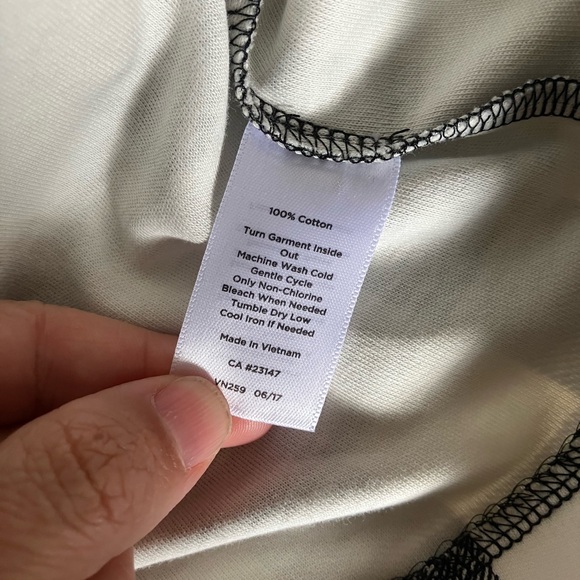 100% Cotton
Turn Garment Inside
Out
Machine Wash Cold
Gentle Cycle
Only Non-Chlorine
Bleach When Needed
Tumble Dry Low
Cool Iron If Needed
Made In Vietnam
CA #23147
VN259 06/17